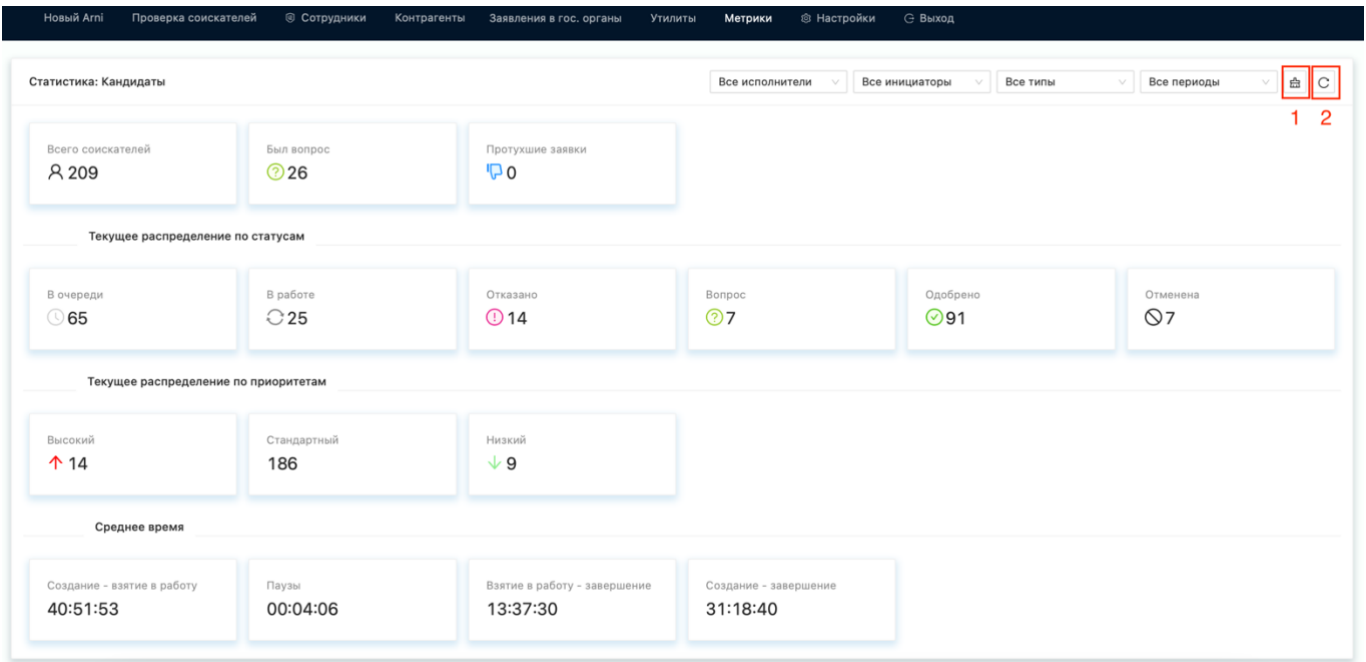 Новый Arni Проверка соискателей Сотрудники Контрагенты Заявления в гос. органы Утилиты Метрики Настройки Выход
Статистика: Кандидаты Все исполнители Все инициаторы Все типы Все периоды
1 2
Всего соискателей Был вопрос Протухшие заявки
209 26 0
Текущее распределение по статусам
В очереди В работе Отказано Вопрос Одобрено Отменена
65 25 14 7 91 7
Текущее распределение по приоритетам
Высокий Стандартный Низкий
14 186 9
Среднее время
Создание - взятие в работу Паузы Взятие в работу - завершение Создание - завершение
40:51:53 00:04:06 13:37:30 31:18:40